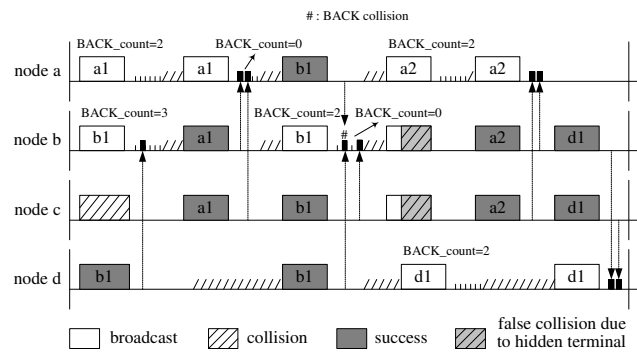 # : BACK collision
BACK_count=2 BACK_count=0 BACK_count=2
node a a1 a1 b1 a2 a2
BACK_count=3 BACK_count=2 # BACK_count=0
node b b1 a1 b1 a2 d1
node c a1 b1 a2 d1
BACK_count=2
node d b1 b1 d1 d1
broadcast collision success false collision due
to hidden terminal